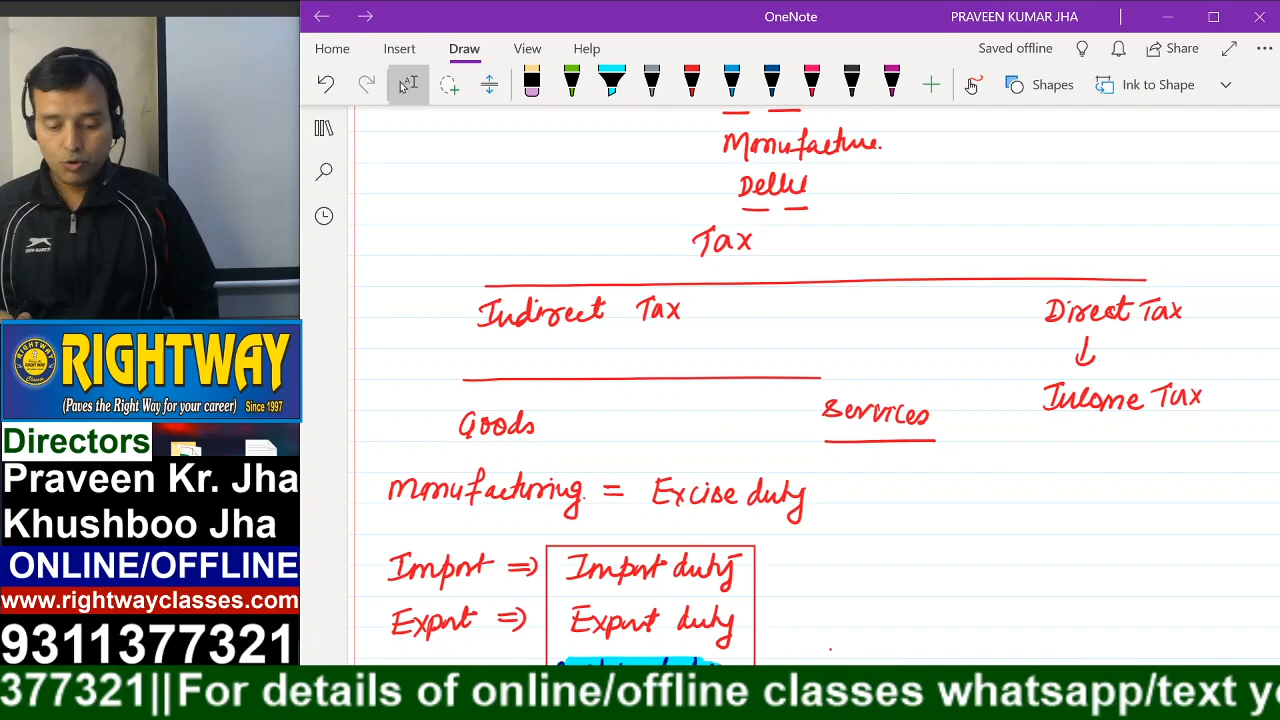 OneNote
PRAVEEN KUMAR JHA
Home Insert Draw View Help
Saved offline
Share
Shapes
Ink to Shape
Manufacture.
Delhi
Tax
Indirect Tax
Direct Tax
Income Tax
Goods
Services
Manufacturing = Excise duty
Import => Import duty
Export => Export duty
RIGHTWAY
(Paves the Right Way for your career) Since 1997
Directors
Praveen Kr. Jha
Khushboo Jha
ONLINE/OFFLINE
www.rightwayclasses.com
9311377321
377321||For details of online/offline classes whatsapp/text yo